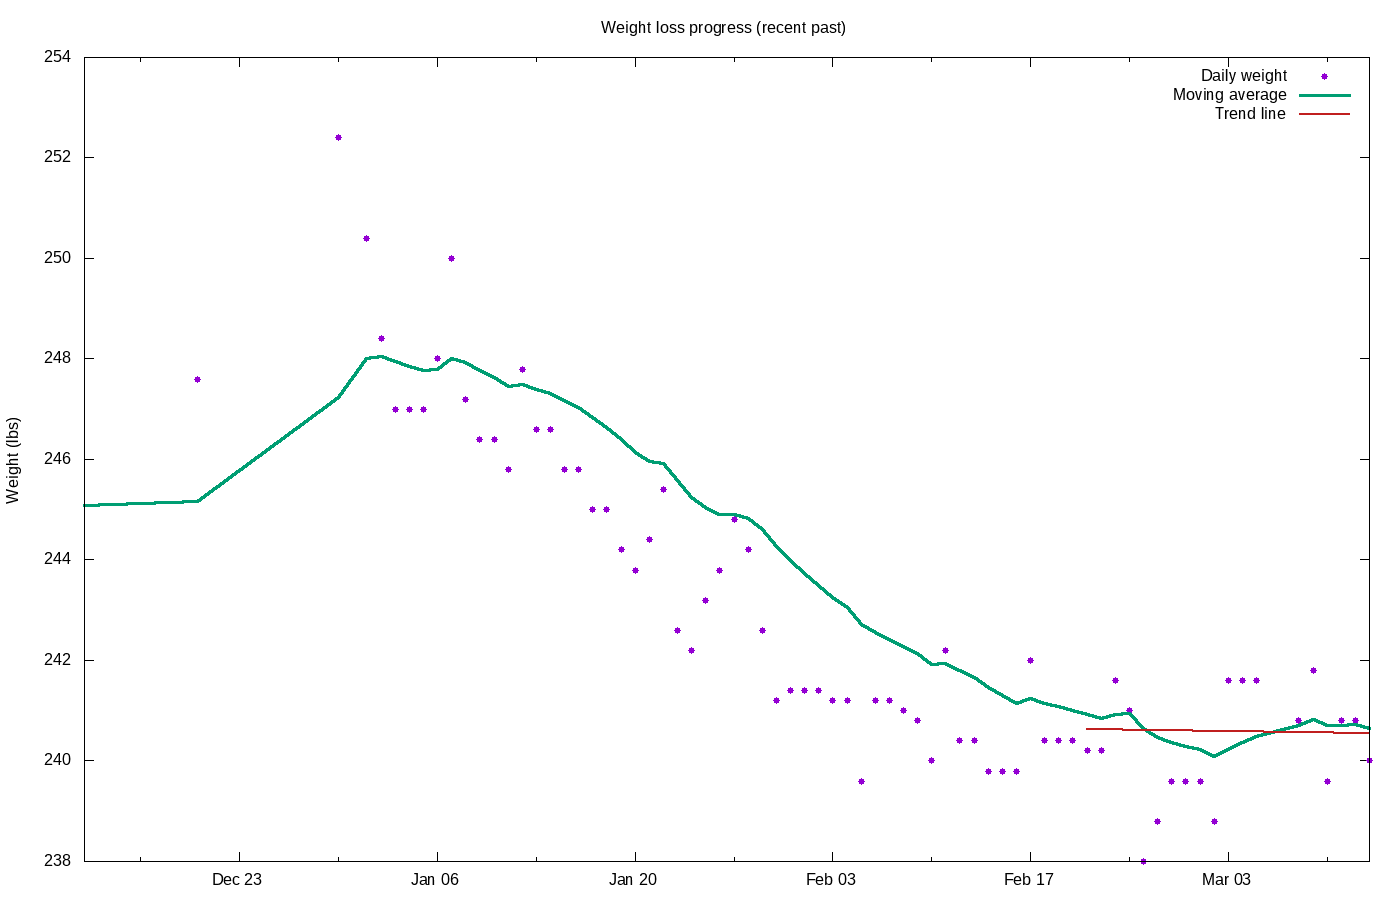 Weight loss progress (recent past)
254
252
250
248
246
244
242
240
238
Weight (lbs)
Daily weight
Moving average
Trend line
Dec 23
Jan 06
Jan 20
Feb 03
Feb 17
Mar 03